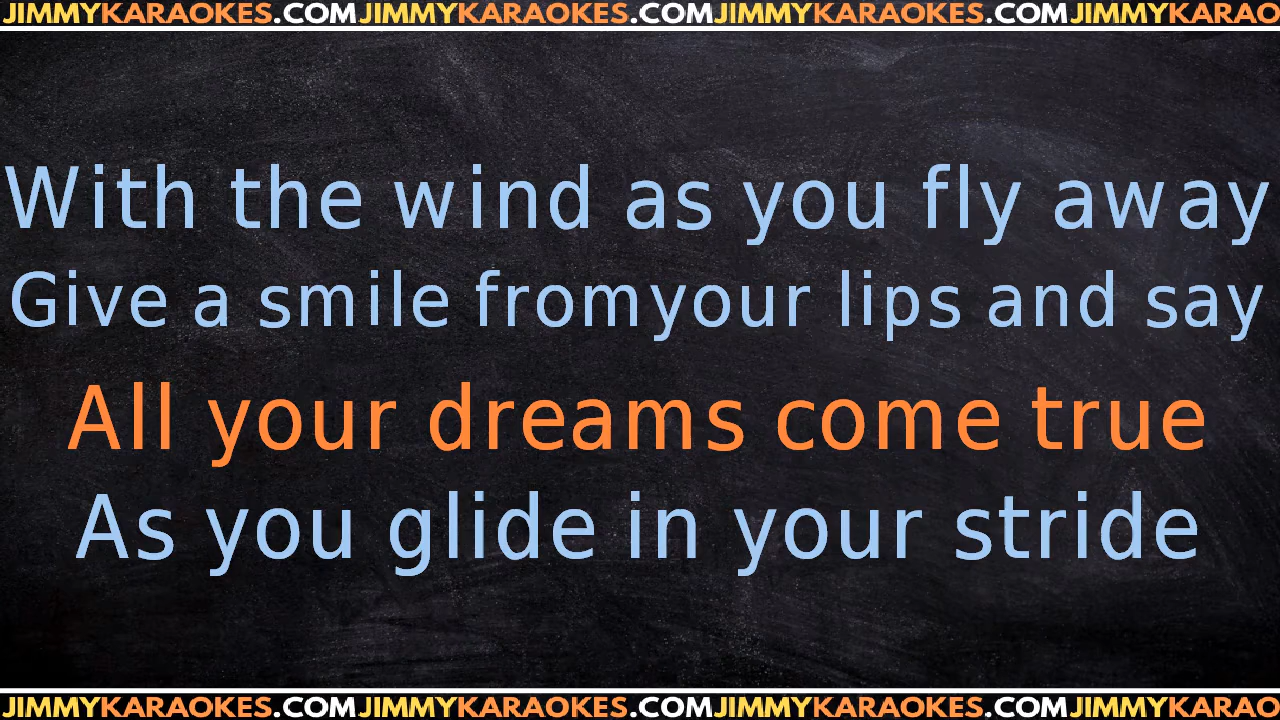 JIMMYKARAOKES.COMJIMMYKARAOKES.COMJIMMYKARAOKES.COMJIMMYKARAO
With the wind as you fly away
Give a smile fromyour lips and say
All your dreams come true
As you glide in your stride
JIMMYKARAOKES.COMJIMMYKARAOKES.COMJIMMYKARAOKES.COMJIMMYKARAO